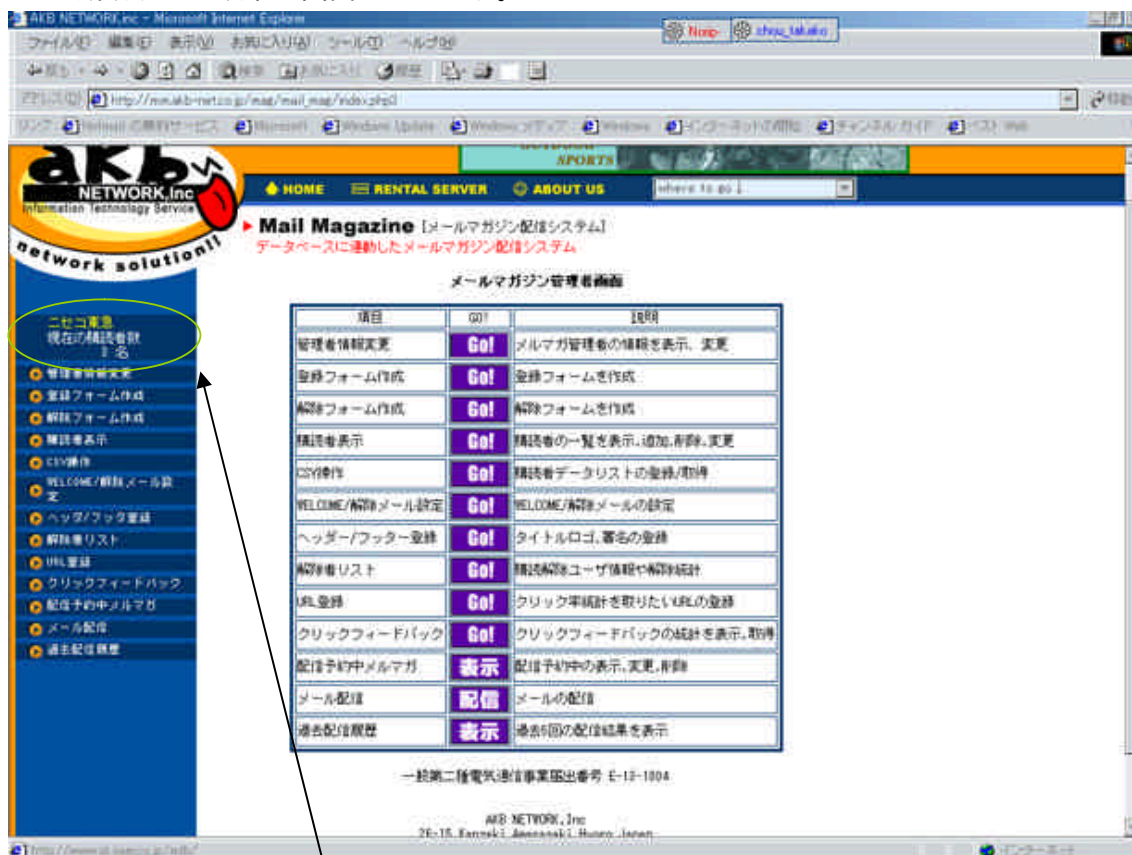 AKB NETWORK,inc - Microsoft Internet Explorer
ファイル(F) 編集(E) 表示(V) お気に入り(A) ツール(T) ヘルプ(H)
Nonp- zhou_takako
検索 お気に入り 履歴
リンク
SPORTS
akb
NETWORK,Inc
Information Technology Service
network solution!!
HOME RENTAL SERVER ABOUT US where to go
Mail Magazine [メールマガジン配信システム]
データベースに連動したメールマガジン配信システム
メールマガジン管理者画面
ニセコ東急
現在の購読者数
名
管理者情報変更
登録フォーム作成
解除フォーム作成
購読者表示
CSV操作
WELCOME/解除メール設定
ヘッダ/フッタ登録
解除者リスト
URL登録
クリックフィードバック
配信予約中メルマガ
メール配信
過去配信履歴
項目 GO! 説明
管理者情報変更 Go! メルマガ管理者の情報を表示、変更
登録フォーム作成 Go! 登録フォームを作成
解除フォーム作成 Go! 解除フォームを作成
購読者表示 Go! 購読者の一覧を表示、追加、削除、変更
CSV操作 Go! 購読者データリストの登録/取得
WELCOME/解除メール設定 Go! WELCOME/解除メールの設定
ヘッダー/フッター登録 Go! タイトルロゴ、署名の登録
解除者リスト Go! 購読解除ユーザ情報や解除統計
URL登録 Go! クリック率統計を取りたいURLの登録
クリックフィードバック Go! クリックフィードバックの統計を表示、取得
配信予約中メルマガ 表示 配信予約中の表示、変更、削除
メール配信 配信 メールの配信
過去配信履歴 表示 過去5回の配信結果を表示
一般第二種電気通信事業届出番号 E-12-1804
AKB NETWORK,Inc
インターネット